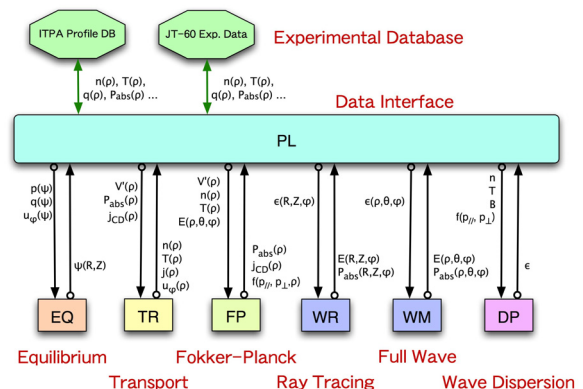 ITPA Profile DB
JT-60 Exp. Data
Experimental Database
n(ρ), T(ρ),
q(ρ), Pabs(ρ) ...
n(ρ), T(ρ),
q(ρ), Pabs(ρ) ...
Data Interface
PL
p(ψ)
q(ψ)
uφ(ψ)
ψ(R,Z)
V'(ρ)
Pabs(ρ)
jCD(ρ)
n(ρ)
T(ρ)
j(ρ)
uφ(ρ)
V'(ρ)
n(ρ)
T(ρ)
E(ρ,θ,φ)
Pabs(ρ)
jCD(ρ)
f(p//, p⊥,ρ)
ϵ(R,Z,φ)
E(R,Z,φ)
Pabs(R,Z,φ)
ϵ(ρ,θ,φ)
E(ρ,θ,φ)
Pabs(ρ,θ,φ)
n
T
B
f(p//, p⊥)
ϵ
EQ
TR
FP
WR
WM
DP
Equilibrium
Fokker-Planck
Full Wave
Transport
Ray Tracing
Wave Dispersion